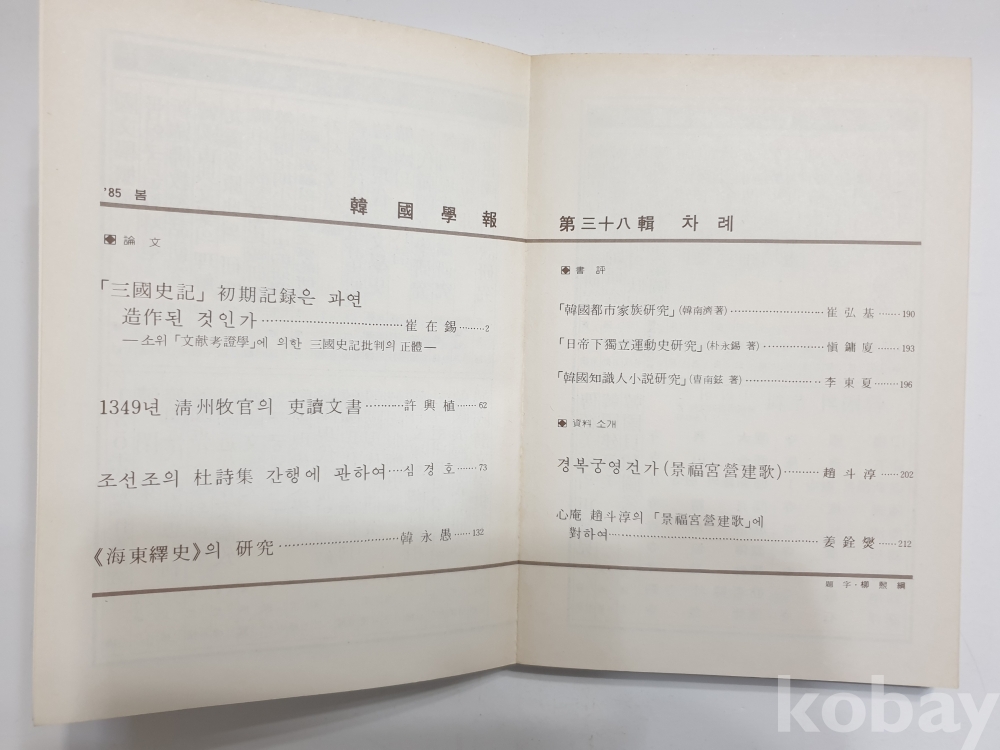 '85 봄
韓國學報
論文
「三國史記」 初期記録은 과연
造作된 것인가 ……………………………… 崔在錫 …… 2
—소위 「文献考證學」에 의한 三國史記批判의 正體—
1349년 淸州牧官의 吏讀文書 ……… 許興植 …… 62
조선조의 杜詩集 간행에 관하여 … 심경호 …… 73
《海東繹史》의 硏究 ………………………… 韓永愚 …… 132
第三十八輯 차례
書評
「韓國都市家族硏究」(韓南濟著) ……………………… 崔弘基 …… 190
「日帝下獨立運動史硏究」(朴永錫 著) ……………… 愼鏞廈 …… 193
「韓國知識人小說硏究」(曺南鉉 著) ………………… 李東夏 …… 196
資料 소개
경복궁영건가(景福宮營建歌) ……… 趙斗淳 …… 202
心庵 趙斗淳의 「景福宮營建歌」에
對하여 …………………………………………… 姜銓燮 …… 212
題字·柳
kobay